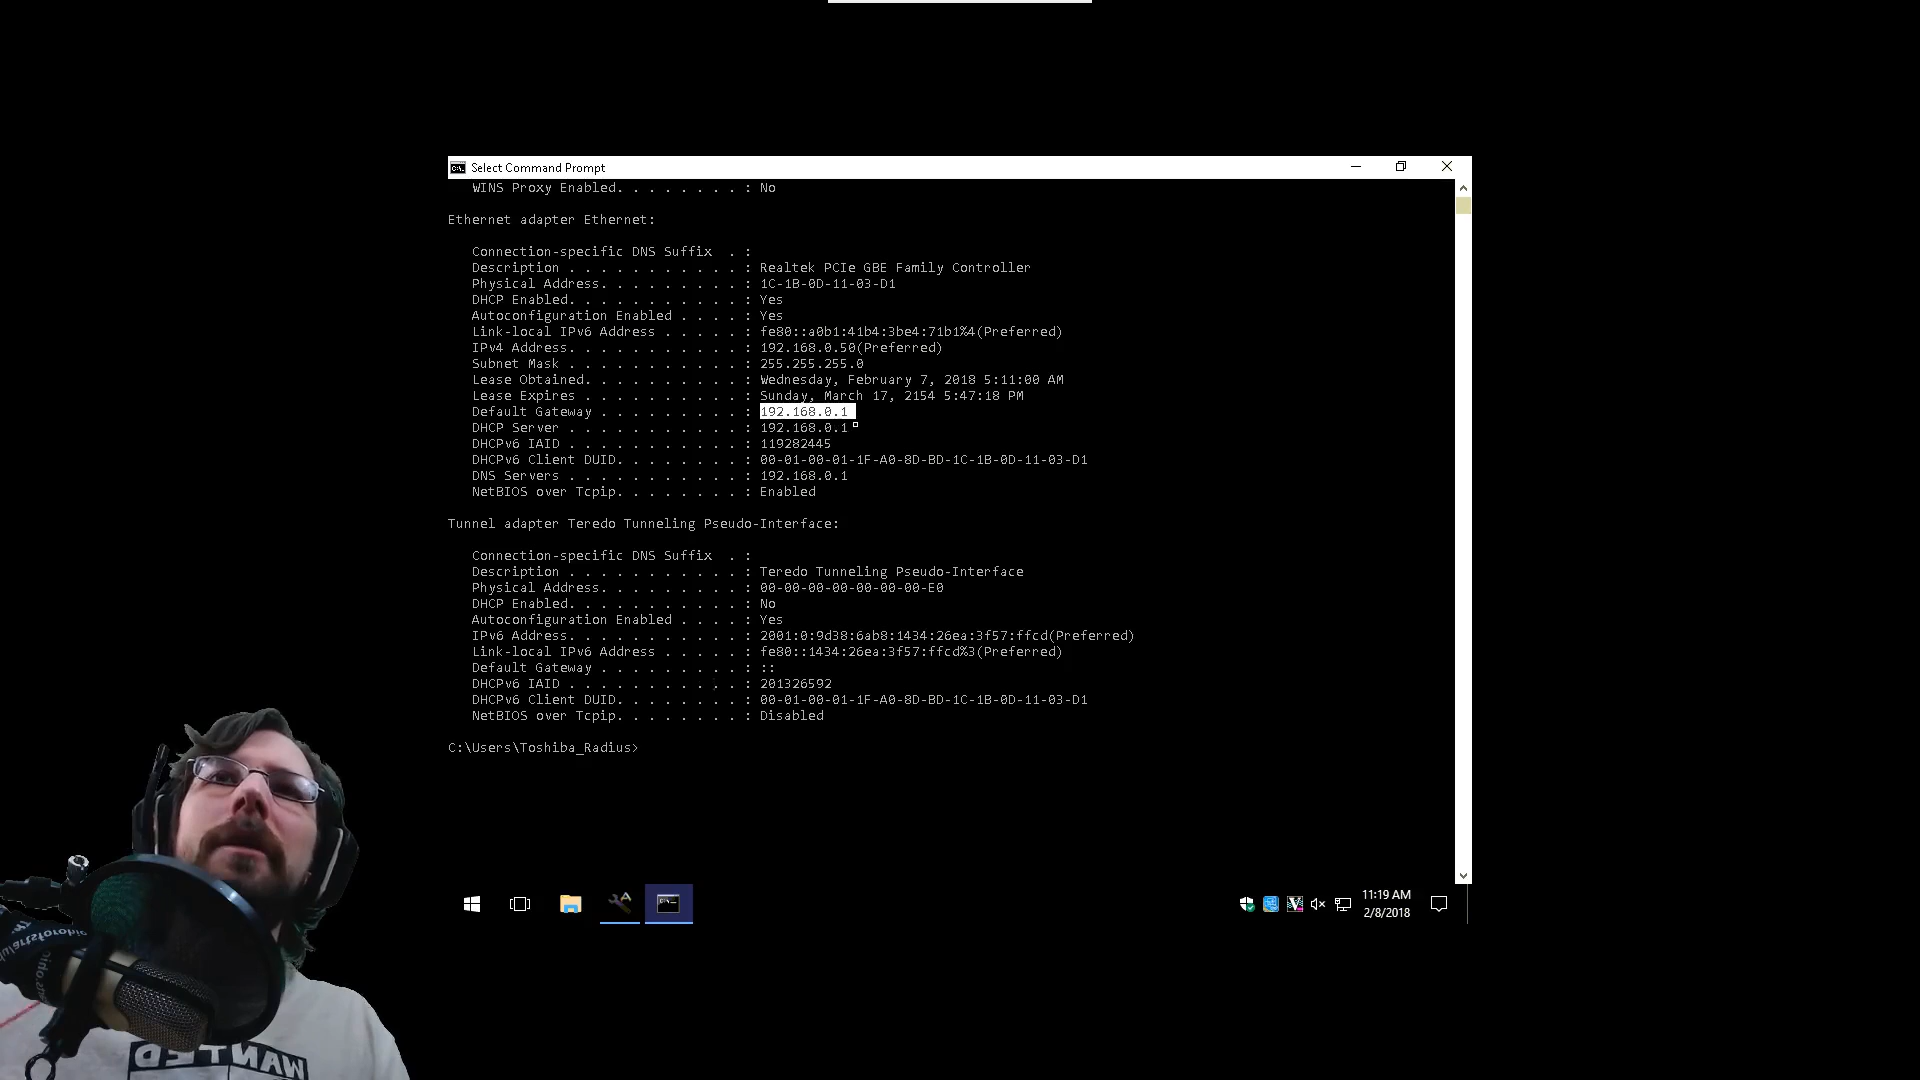 Select Command Prompt
WINS Proxy Enabled. . . . . . . . : No
Ethernet adapter Ethernet:
Connection-specific DNS Suffix  . :
Description . . . . . . . . . . . : Realtek PCIe GBE Family Controller
Physical Address. . . . . . . . . : 1C-1B-0D-11-03-D1
DHCP Enabled. . . . . . . . . . . : Yes
Autoconfiguration Enabled . . . . : Yes
Link-local IPv6 Address . . . . . : fe80::a0b1:41b4:3be4:71b1%4(Preferred)
IPv4 Address. . . . . . . . . . . : 192.168.0.50(Preferred)
Subnet Mask . . . . . . . . . . . : 255.255.255.0
Lease Obtained. . . . . . . . . . : Wednesday, February 7, 2018 5:11:00 AM
Lease Expires . . . . . . . . . . : Sunday, March 17, 2154 5:47:18 PM
Default Gateway . . . . . . . . . : 192.168.0.1
DHCP Server . . . . . . . . . . . : 192.168.0.1
DHCPv6 IAID . . . . . . . . . . . : 119282445
DHCPv6 Client DUID. . . . . . . . : 00-01-00-01-1F-A0-8D-BD-1C-1B-0D-11-03-D1
DNS Servers . . . . . . . . . . . : 192.168.0.1
NetBIOS over Tcpip. . . . . . . . : Enabled
Tunnel adapter Teredo Tunneling Pseudo-Interface:
Connection-specific DNS Suffix  . :
Description . . . . . . . . . . . : Teredo Tunneling Pseudo-Interface
Physical Address. . . . . . . . . : 00-00-00-00-00-00-00-E0
DHCP Enabled. . . . . . . . . . . : No
Autoconfiguration Enabled . . . . : Yes
IPv6 Address. . . . . . . . . . . : 2001:0:9d38:6ab8:1434:26ea:3f57:ffcd(Preferred)
Link-local IPv6 Address . . . . . : fe80::1434:26ea:3f57:ffcd%3(Preferred)
Default Gateway . . . . . . . . . : ::
DHCPv6 IAID . . . . . . . . . . . : 201326592
DHCPv6 Client DUID. . . . . . . . : 00-01-00-01-1F-A0-8D-BD-1C-1B-0D-11-03-D1
NetBIOS over Tcpip. . . . . . . . : Disabled
C:\Users\Toshiba_Radius>
11:19 AM
2/8/2018
WANTED